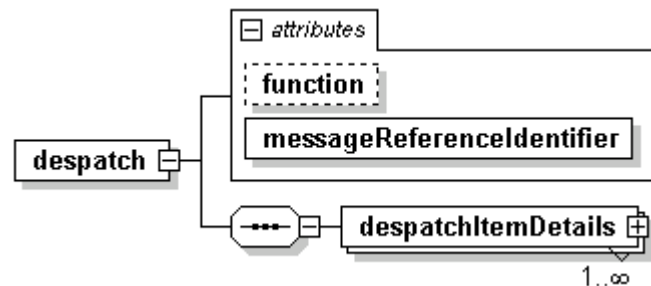 attributes
function
messageReferenceIdentifier
despatch
despatchItemDetails
1..∞